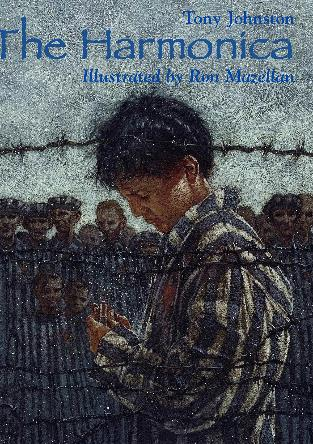 Tony Johnston
The Harmonica
Illustrated by Ron Mazellan